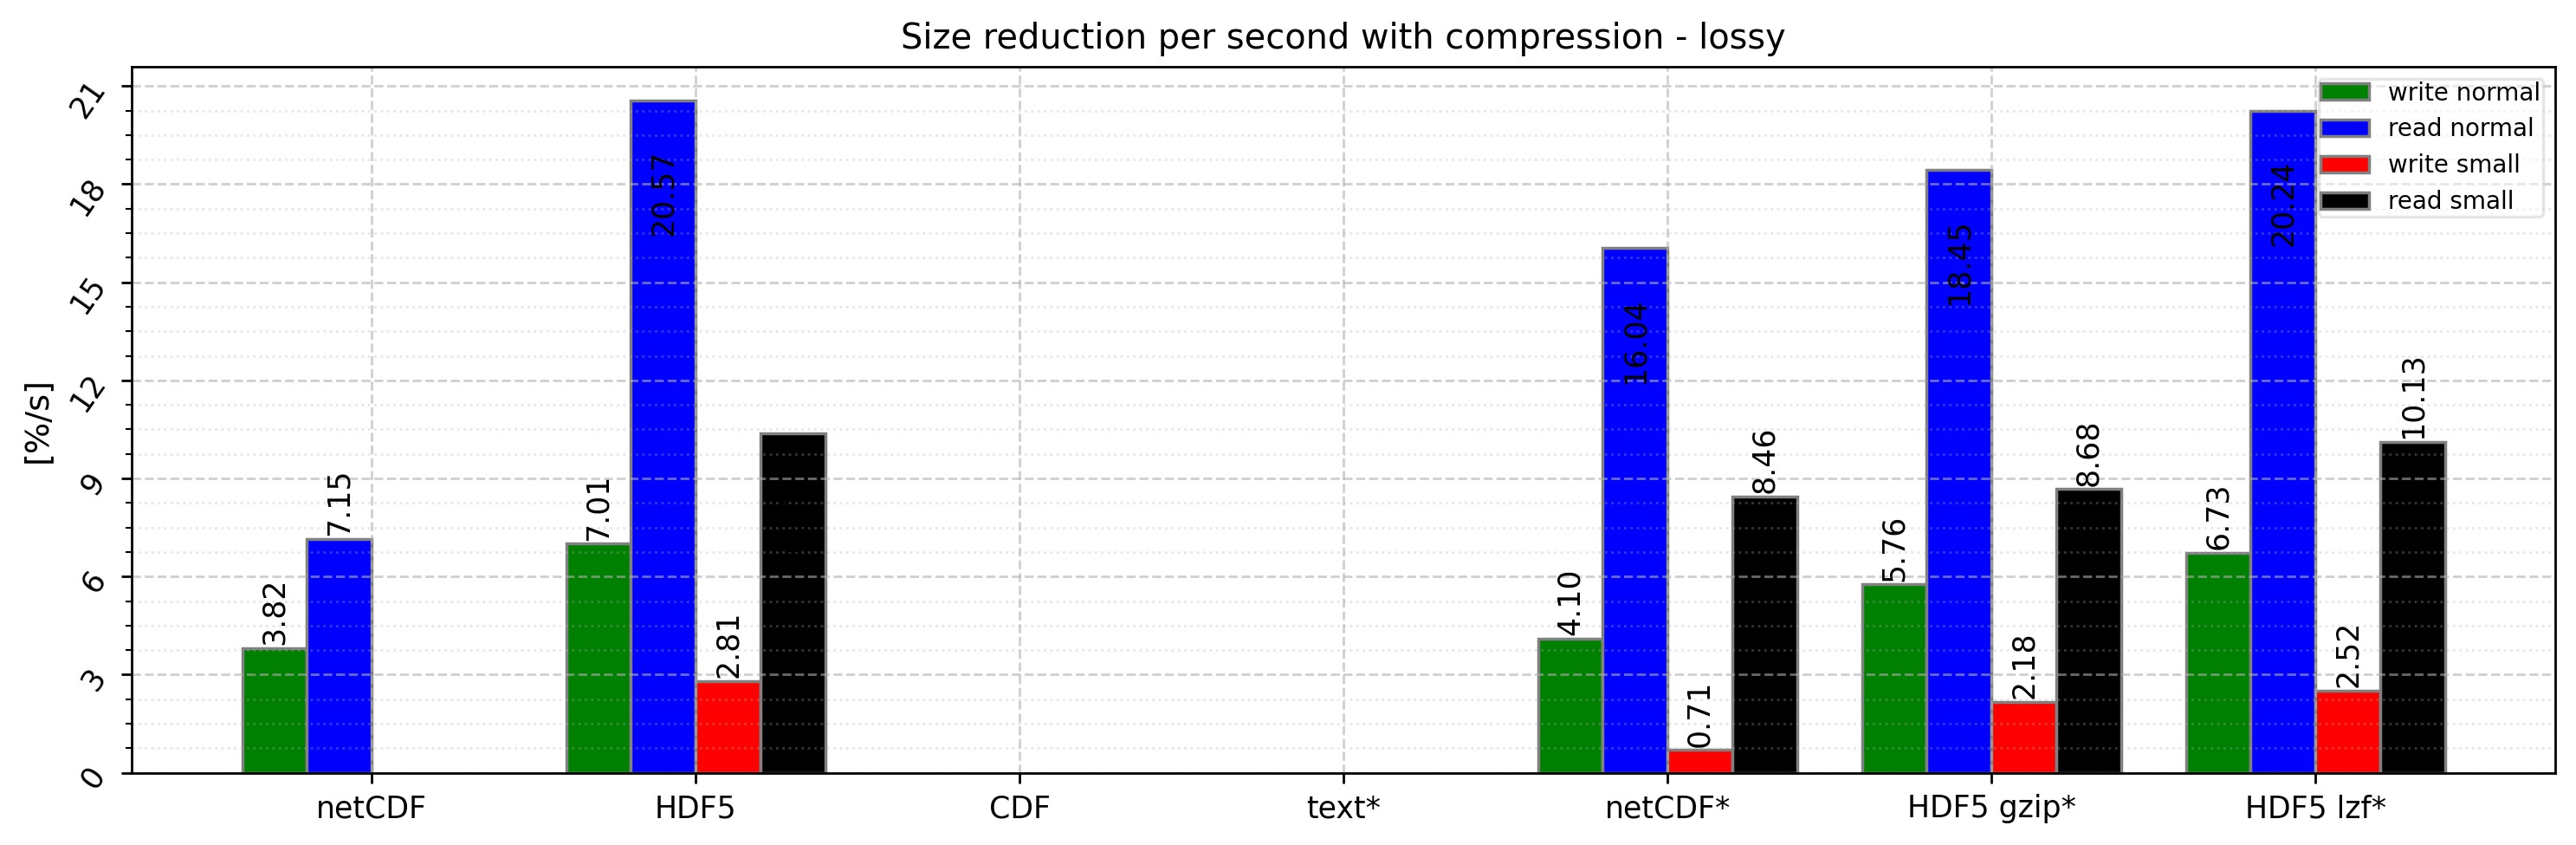 Size reduction per second with compression - lossy
[%/s]
21
18
15
12
9
6
3
0
write normal
read normal
write small
read small
3.82
7.15
7.01
20.57
2.81
4.10
16.04
0.71
8.46
5.76
18.45
2.18
8.68
6.73
20.24
2.52
10.13
netCDF
HDF5
CDF
text*
netCDF*
HDF5 gzip*
HDF5 lzf*